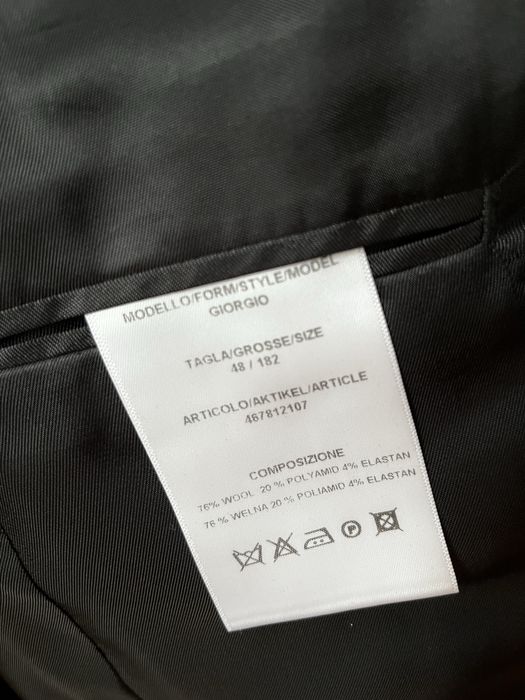 MODELLO/FORM/STYLE/MODEL
GIORGIO
TAGLA/GROSSE/SIZE
48 / 182
ARTICOLO/AKTIKEL/ARTICLE
467812107
COMPOSIZIONE
76% WOOL 20 % POLYAMID 4% ELASTAN
76 % WELNA 20 % POLIAMID 4% ELASTAN
P